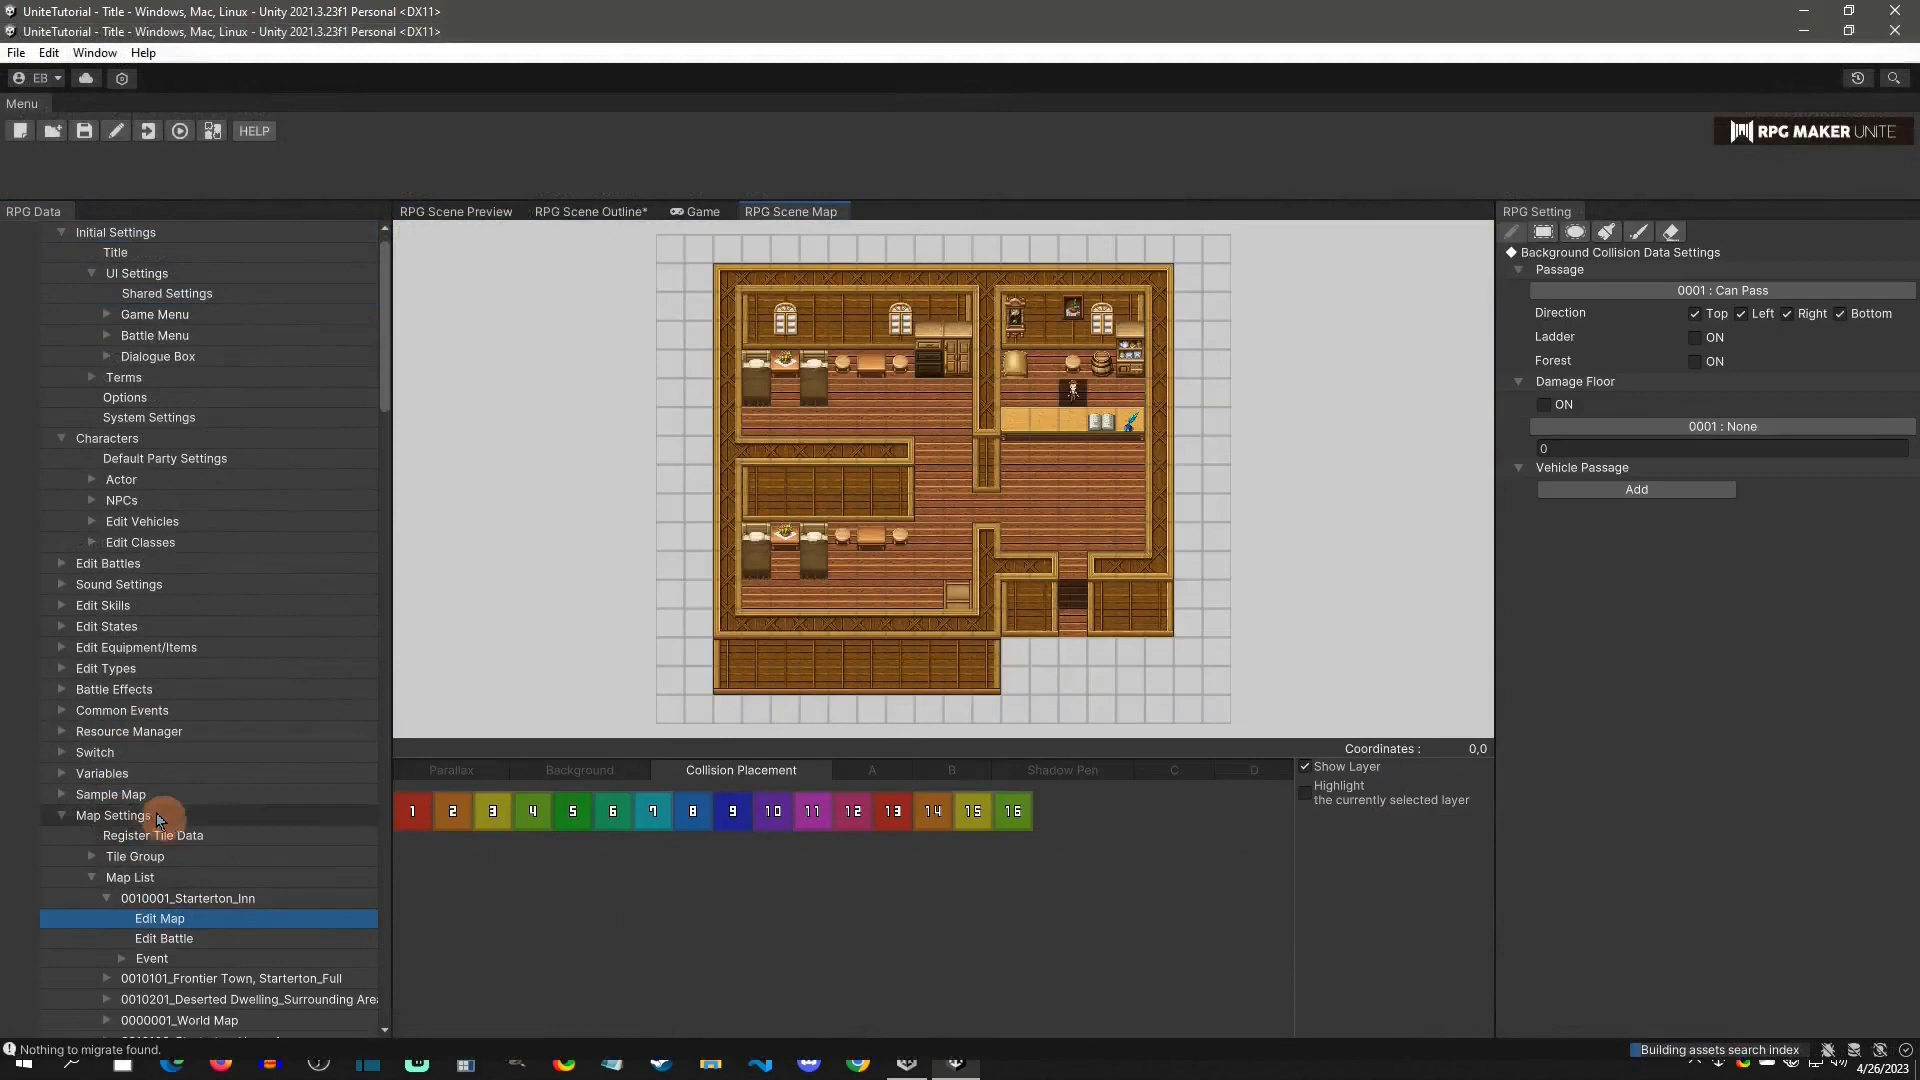 UniteTutorial - Title - Windows, Mac, Linux - Unity 2021.3.23f1 Personal <DX11>
UniteTutorial - Title - Windows, Mac, Linux - Unity 2021.3.23f1 Personal <DX11>
File Edit Window Help
EB
Menu
HELP
RPG MAKER UNITE
RPG Data
Initial Settings
Title
UI Settings
Shared Settings
Game Menu
Battle Menu
Dialogue Box
Terms
Options
System Settings
Characters
Default Party Settings
Actor
NPCs
Edit Vehicles
Edit Classes
Edit Battles
Sound Settings
Edit Skills
Edit States
Edit Equipment/Items
Edit Types
Battle Effects
Common Events
Resource Manager
Switch
Variables
Sample Map
Map Settings
Register Tile Data
Tile Group
Map List
0010001_Starterton_Inn
Edit Map
Edit Battle
Event
0010101_Frontier Town, Starterton_Full
0010201_Deserted Dwelling_Surrounding Area
0000001_World Map
RPG Scene Preview RPG Scene Outline* Game RPG Scene Map
Coordinates : 0,0
Parallax Background Collision Placement A B Shadow Pen C D
1 2 3 4 5 6 7 8 9 10 11 12 13 14 15 16
Show Layer
Highlight
the currently selected layer
RPG Setting
Background Collision Data Settings
Passage
0001 : Can Pass
Direction Top Left Right Bottom
Ladder ON
Forest ON
Damage Floor
ON
0001 : None
0
Vehicle Passage
Add
Nothing to migrate found.
Building assets search index
4/26/2023